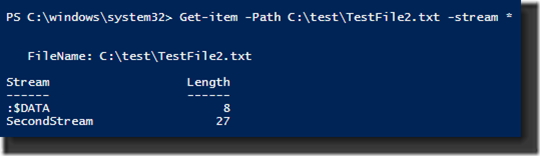 PS C:\windows\system32> Get-item -Path C:\test\TestFile2.txt -stream *
FileName: C:\test\TestFile2.txt
Stream Length
------ ------
:$DATA 8
SecondStream 27